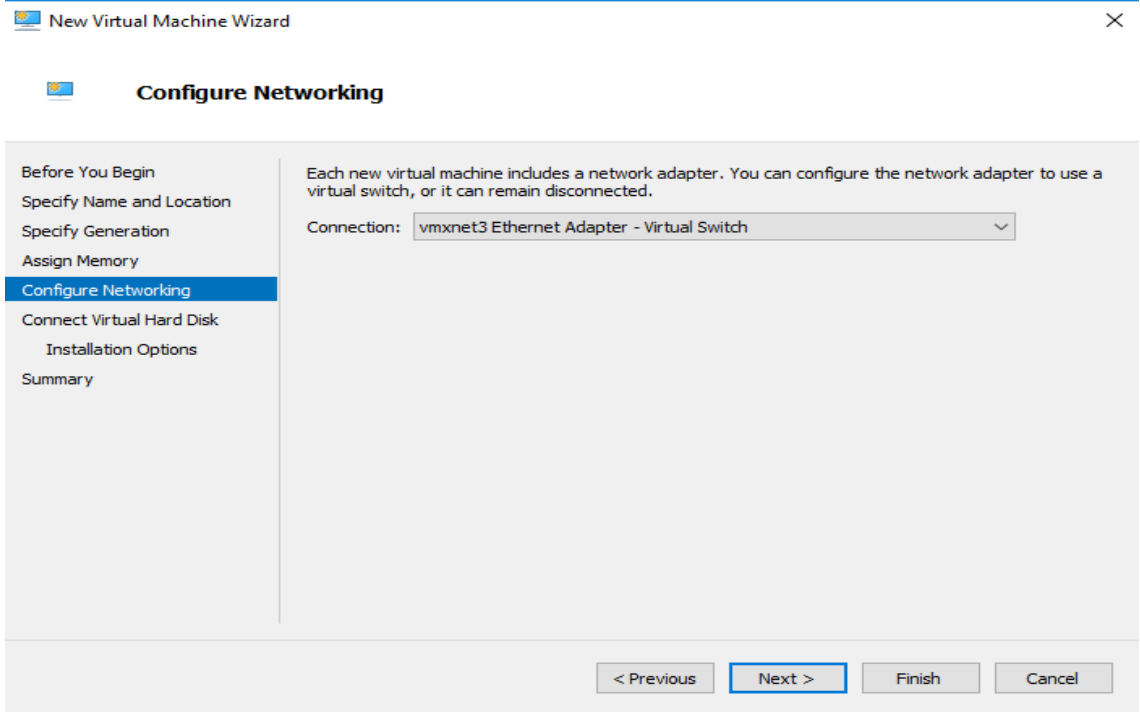 New Virtual Machine Wizard
Configure Networking
Before You Begin
Specify Name and Location
Specify Generation
Assign Memory
Configure Networking
Connect Virtual Hard Disk
Installation Options
Summary
Each new virtual machine includes a network adapter. You can configure the network adapter to use a
virtual switch, or it can remain disconnected.
Connection: vmxnet3 Ethernet Adapter - Virtual Switch
< Previous Next > Finish Cancel